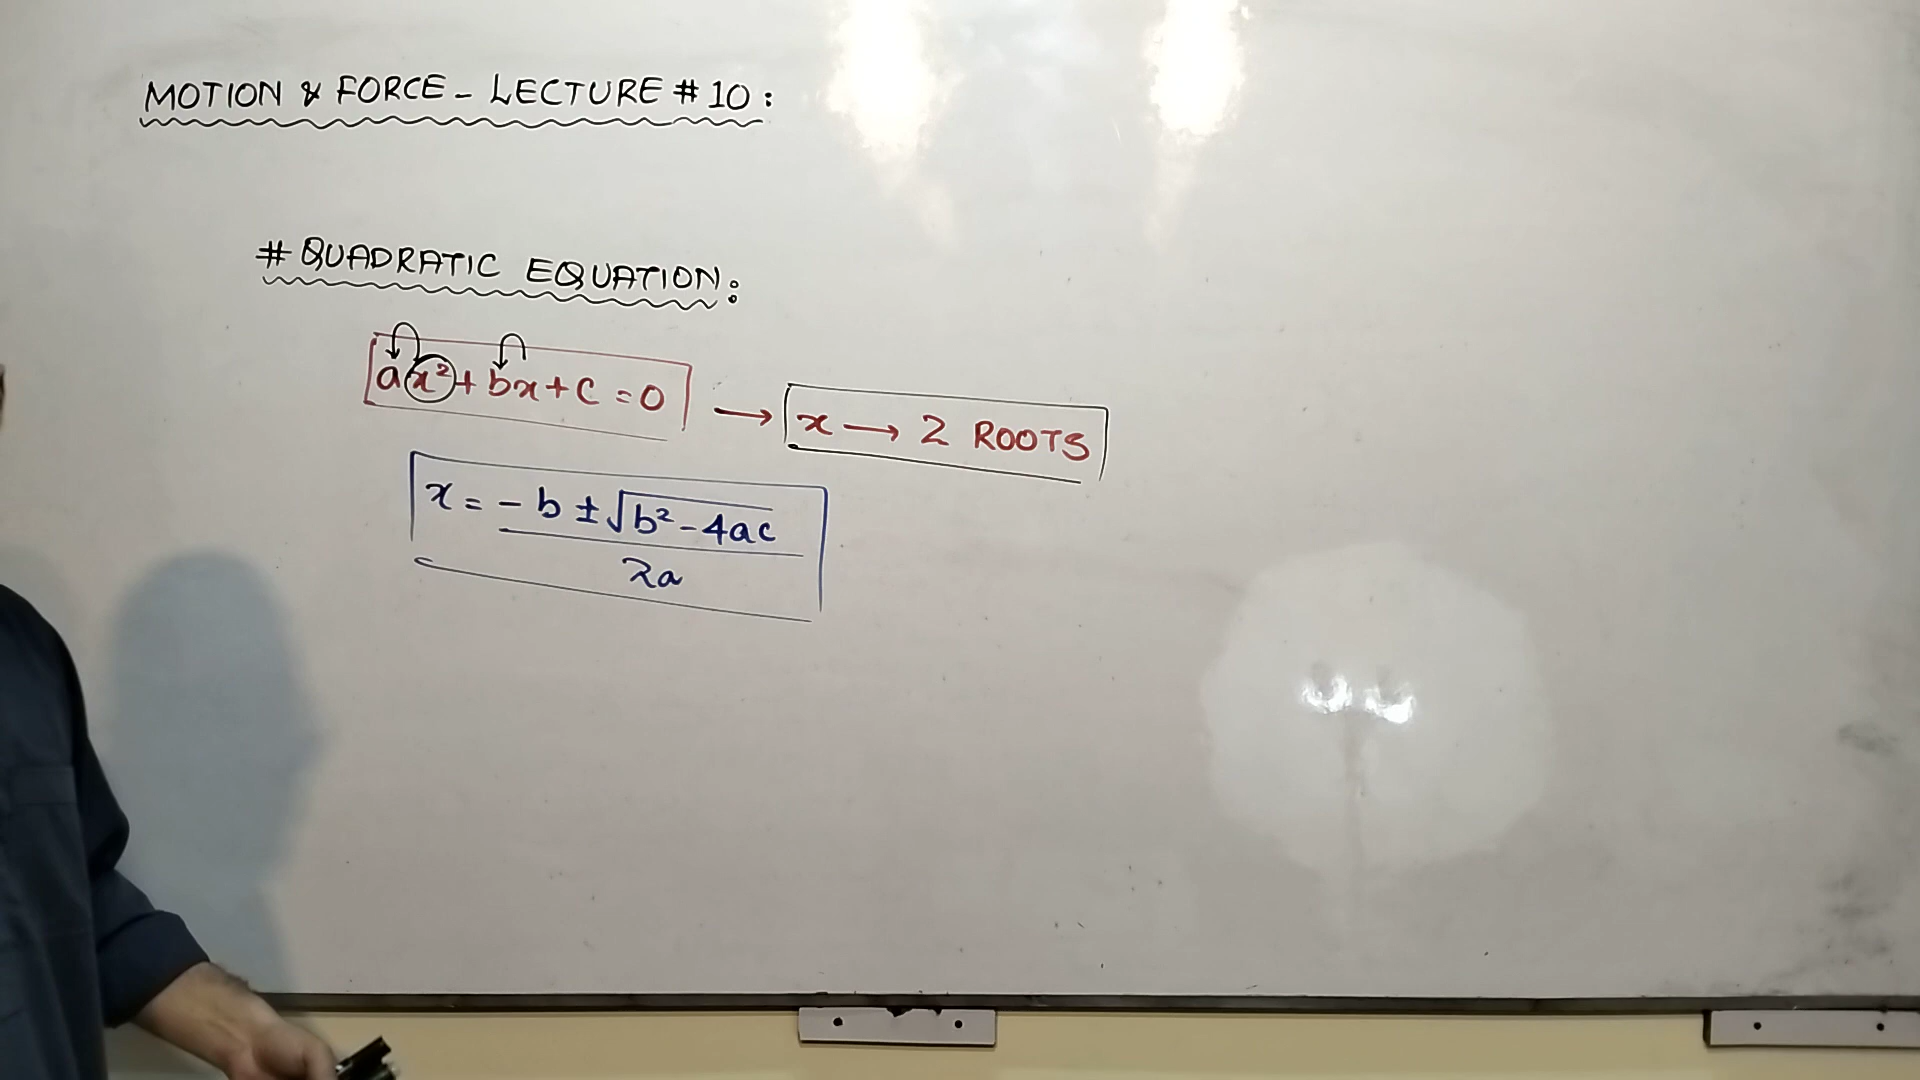 MOTION & FORCE - LECTURE # 10 :
# QUADRATIC EQUATION :
ax² + bx + c = 0 → x → 2 ROOTS
x = -b ± √b² - 4ac
2a